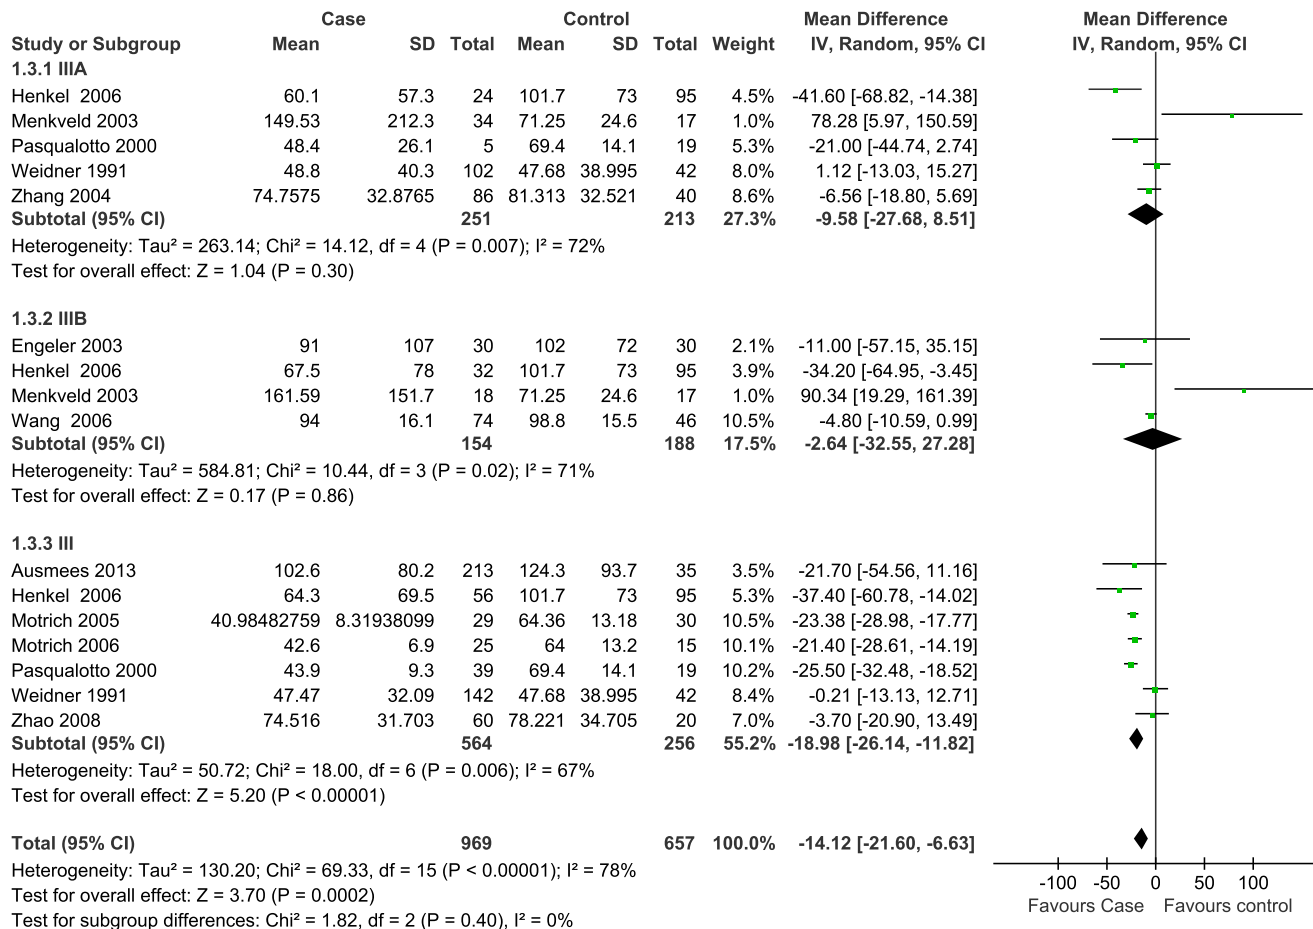 Case Control Mean Difference Mean Difference
Study or Subgroup Mean SD Total Mean SD Total Weight IV, Random, 95% CI IV, Random, 95% CI
1.3.1 IIIA
Henkel 2006 60.1 57.3 24 101.7 73 95 4.5% -41.60 [-68.82, -14.38]
Menkveld 2003 149.53 212.3 34 71.25 24.6 17 1.0% 78.28 [5.97, 150.59]
Pasqualotto 2000 48.4 26.1 5 69.4 14.1 19 5.3% -21.00 [-44.74, 2.74]
Weidner 1991 48.8 40.3 102 47.68 38.995 42 8.0% 1.12 [-13.03, 15.27]
Zhang 2004 74.7575 32.8765 86 81.313 32.521 40 8.6% -6.56 [-18.80, 5.69]
Subtotal (95% CI) 251 213 27.3% -9.58 [-27.68, 8.51]
Heterogeneity: Tau² = 263.14; Chi² = 14.12, df = 4 (P = 0.007); I² = 72%
Test for overall effect: Z = 1.04 (P = 0.30)
1.3.2 IIIB
Engeler 2003 91 107 30 102 72 30 2.1% -11.00 [-57.15, 35.15]
Henkel 2006 67.5 78 32 101.7 73 95 3.9% -34.20 [-64.95, -3.45]
Menkveld 2003 161.59 151.7 18 71.25 24.6 17 1.0% 90.34 [19.29, 161.39]
Wang 2006 94 16.1 74 98.8 15.5 46 10.5% -4.80 [-10.59, 0.99]
Subtotal (95% CI) 154 188 17.5% -2.64 [-32.55, 27.28]
Heterogeneity: Tau² = 584.81; Chi² = 10.44, df = 3 (P = 0.02); I² = 71%
Test for overall effect: Z = 0.17 (P = 0.86)
1.3.3 III
Ausmees 2013 102.6 80.2 213 124.3 93.7 35 3.5% -21.70 [-54.56, 11.16]
Henkel 2006 64.3 69.5 56 101.7 73 95 5.3% -37.40 [-60.78, -14.02]
Motrich 2005 40.98482759 8.31938099 29 64.36 13.18 30 10.5% -23.38 [-28.98, -17.77]
Motrich 2006 42.6 6.9 25 64 13.2 15 10.1% -21.40 [-28.61, -14.19]
Pasqualotto 2000 43.9 9.3 39 69.4 14.1 19 10.2% -25.50 [-32.48, -18.52]
Weidner 1991 47.47 32.09 142 47.68 38.995 42 8.4% -0.21 [-13.13, 12.71]
Zhao 2008 74.516 31.703 60 78.221 34.705 20 7.0% -3.70 [-20.90, 13.49]
Subtotal (95% CI) 564 256 55.2% -18.98 [-26.14, -11.82]
Heterogeneity: Tau² = 50.72; Chi² = 18.00, df = 6 (P = 0.006); I² = 67%
Test for overall effect: Z = 5.20 (P < 0.00001)
Total (95% CI) 969 657 100.0% -14.12 [-21.60, -6.63]
Heterogeneity: Tau² = 130.20; Chi² = 69.33, df = 15 (P < 0.00001); I² = 78%
Test for overall effect: Z = 3.70 (P = 0.0002)
Test for subgroup differences: Chi² = 1.82, df = 2 (P = 0.40), I² = 0%
-100 -50 0 50 100
Favours Case Favours control